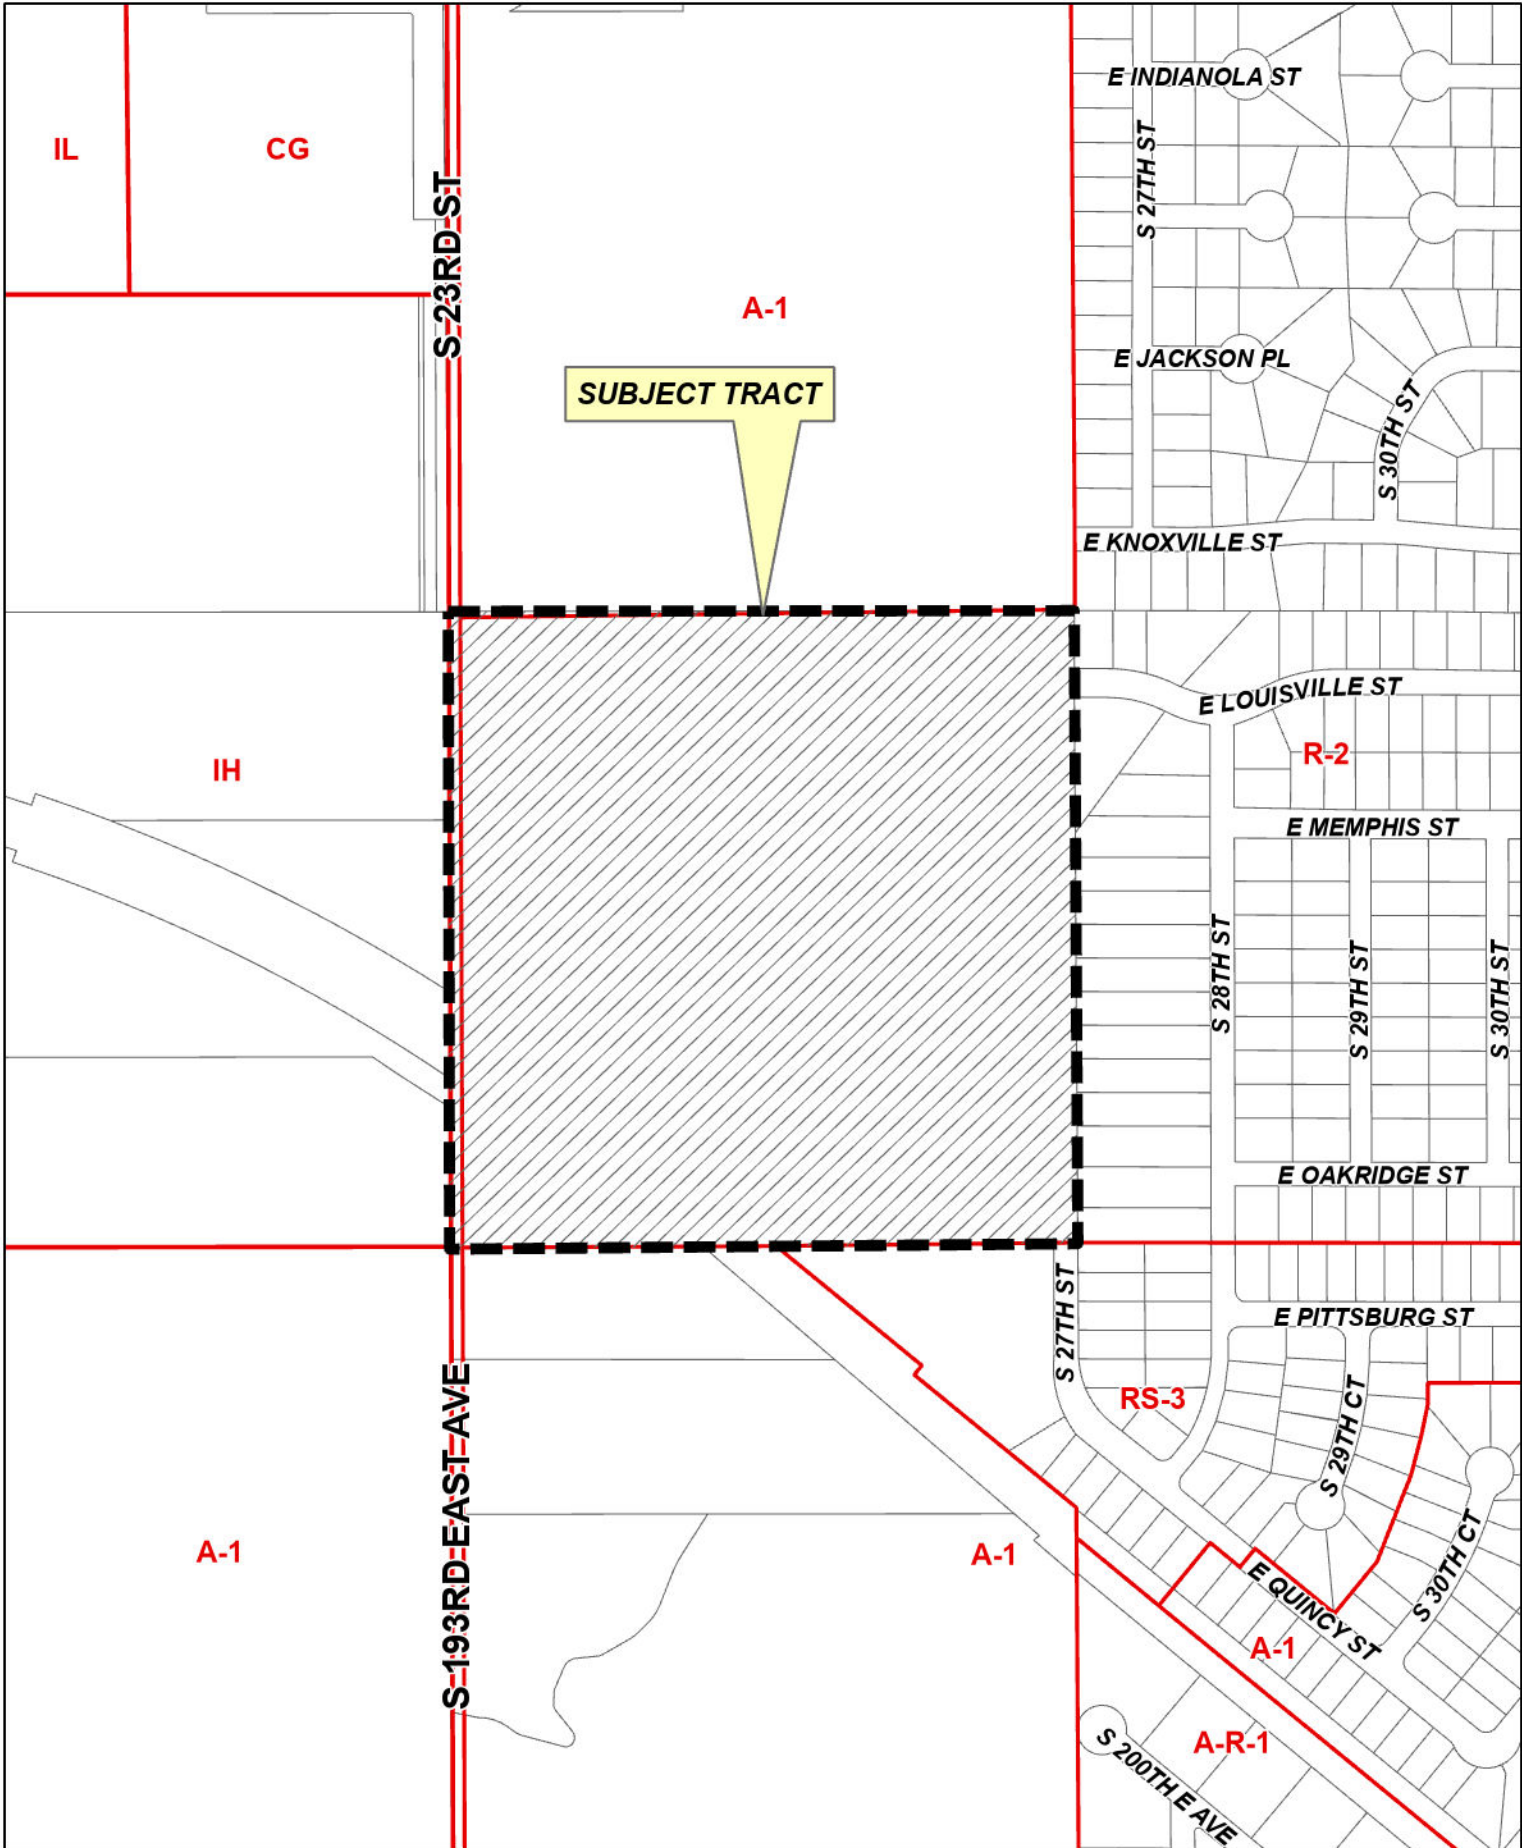 E INDIANOLA ST
IL
CG
S 27TH ST
S 23RD ST
A-1
E JACKSON PL
SUBJECT TRACT
S 30TH ST
E KNOXVILLE ST
E LOUISVILLE ST
R-2
IH
E MEMPHIS ST
S 28TH ST
S 29TH ST
S 30TH ST
E OAKRIDGE ST
S 27TH ST
E PITTSBURG ST
RS-3
S 29TH CT
S 193RD EAST AVE
A-1
A-1
S 30TH CT
E QUINCY ST
A-1
A-R-1
S 200TH E AVE